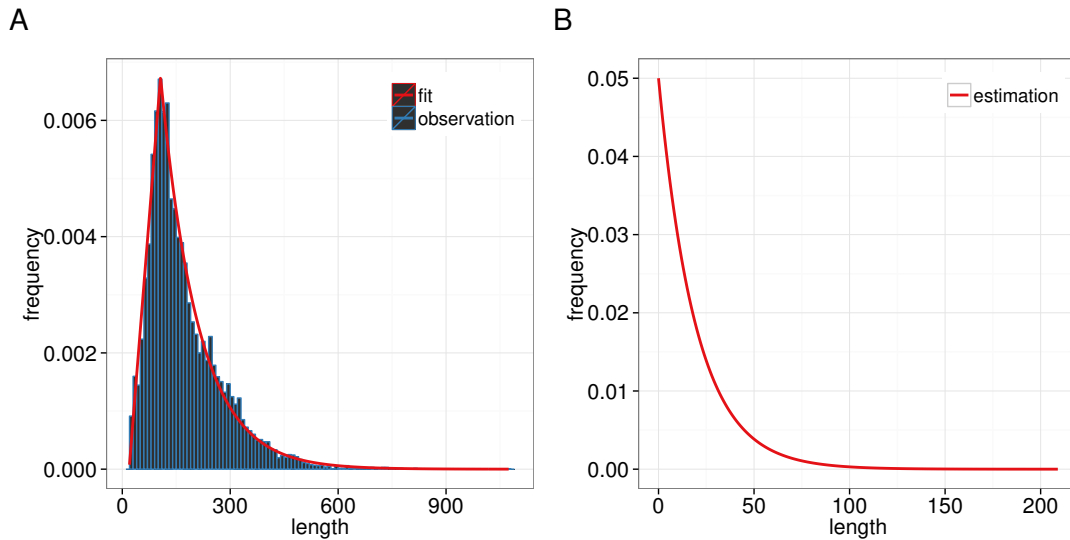 A
B
fit
observation
frequency
0.006
0.004
0.002
0.000
0
300
600
900
length
estimation
frequency
0.05
0.04
0.03
0.02
0.01
0.00
0
50
100
150
200
length